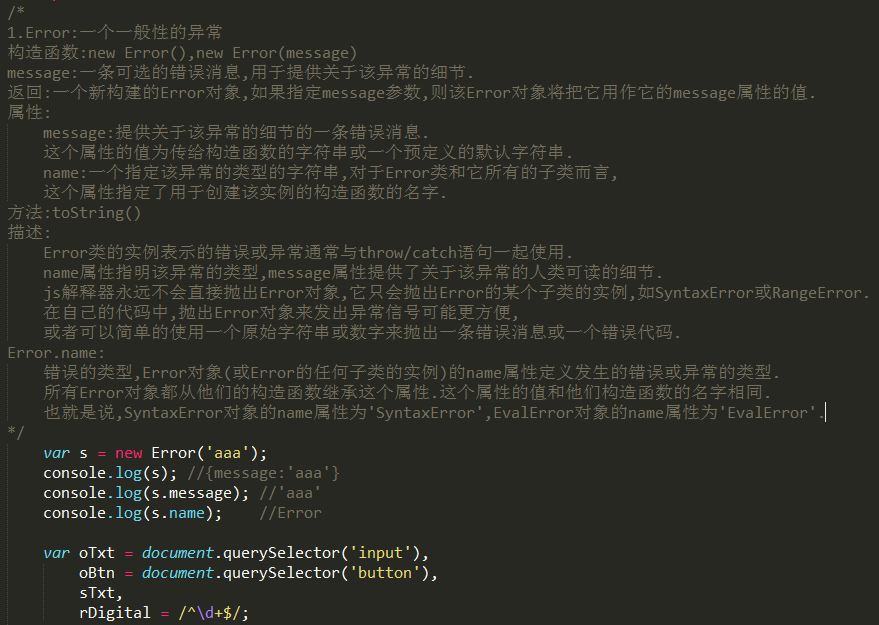 /*
1.Error:一个一般性的异常
构造函数:new Error(),new Error(message)
message:一条可选的错误消息,用于提供关于该异常的细节.
返回:一个新构建的Error对象,如果指定message参数,则该Error对象将把它用作它的message属性的值.
属性:
    message:提供关于该异常的细节的一条错误消息.
    这个属性的值为传给构造函数的字符串或一个预定义的默认字符串.
    name:一个指定该异常的类型的字符串,对于Error类和它所有的子类而言,
    这个属性指定了用于创建该实例的构造函数的名字.
方法:toString()
描述:
    Error类的实例表示的错误或异常通常与throw/catch语句一起使用.
    name属性指明该异常的类型,message属性提供了关于该异常的人类可读的细节.
    js解释器永远不会直接抛出Error对象,它只会抛出Error的某个子类的实例,如SyntaxError或RangeError.
    在自己的代码中,抛出Error对象来发出异常信号可能更方便,
    或者可以简单的使用一个原始字符串或数字来抛出一条错误消息或一个错误代码.
Error.name:
    错误的类型,Error对象(或Error的任何子类的实例)的name属性定义发生的错误或异常的类型.
    所有Error对象都从他们的构造函数继承这个属性.这个属性的值和他们构造函数的名字相同.
    也就是说,SyntaxError对象的name属性为'SyntaxError',EvalError对象的name属性为'EvalError'.
*/
    var s = new Error('aaa');
    console.log(s); //{message:'aaa'}
    console.log(s.message); //'aaa'
    console.log(s.name);    //Error
    var oTxt = document.querySelector('input'),
        oBtn = document.querySelector('button'),
        sTxt,
        rDigital = /^\d+$/;